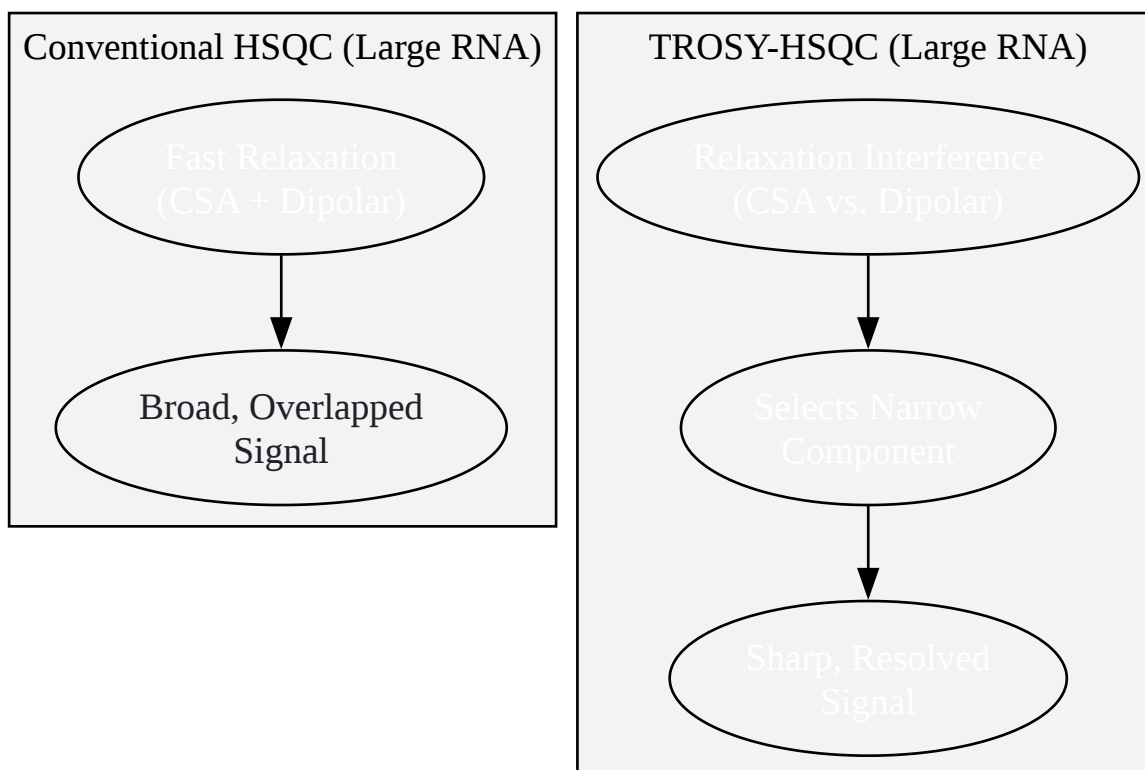 Conventional HSQC (Large RNA)
Fast Relaxation
(CSA + Dipolar)
Broad, Overlapped
Signal
TROSY-HSQC (Large RNA)
Relaxation Interference
(CSA vs. Dipolar)
Selects Narrow
Component
Sharp, Resolved
Signal